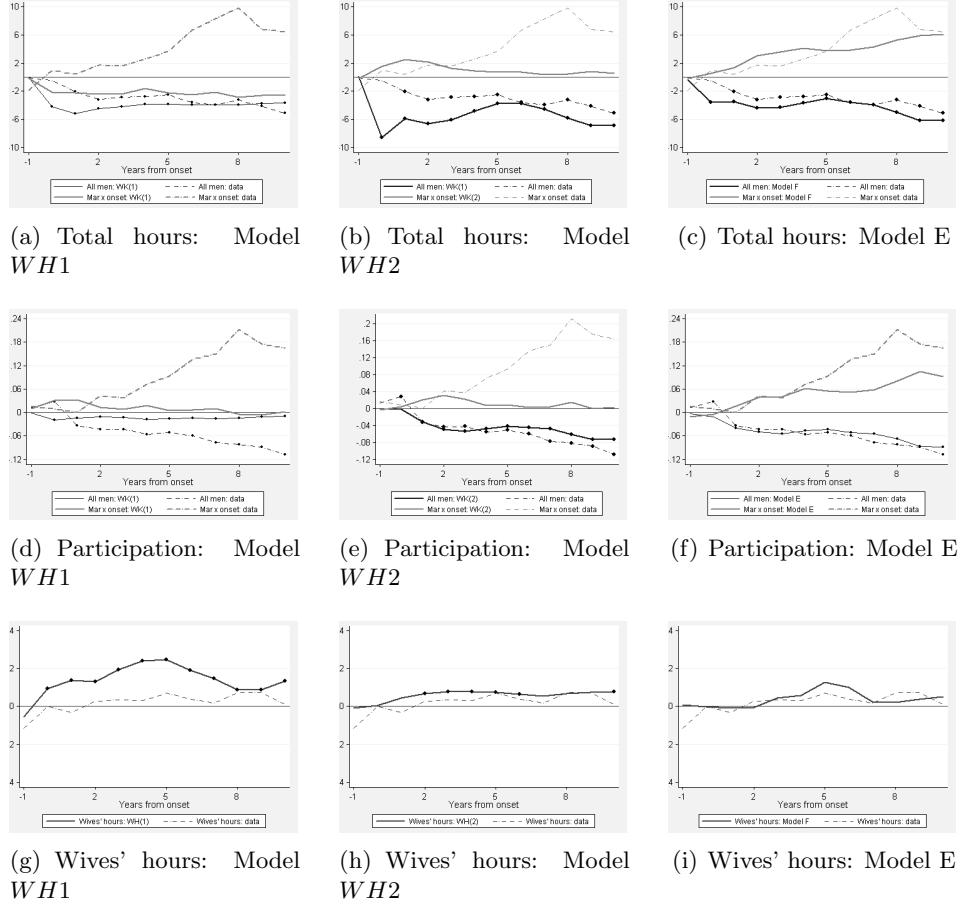 10
6
2
-2
-6
-10
-1 2 5 8
Years from onset
All men: WK(1) All men: data
Mar x onset: WK(1) Mar x onset: data
(a) Total hours: Model
WH1
10
6
2
-2
-6
-10
-1 2 5 8
Years from onset
All men: WK(1) All men: data
Mar x onset: WK(2) Mar x onset: data
(b) Total hours: Model
WH2
10
6
2
-2
-6
-10
-1 2 5 8
Years from onset
All men: Model F All men: data
Mar x onset: Model F Mar x onset: data
(c) Total hours: Model E
.24
.18
.12
.06
0
-.06
-.12
-1 2 5 8
Years from onset
All men: WK(1) All men: data
Mar x onset: WK(1) Mar x onset: data
(d) Participation: Model
WH1
.2
.16
.12
.08
.04
0
-.04
-.08
-.12
-1 2 5 8
Years from onset
All men: WK(2) All men: data
Mar x onset: WK(2) Mar x onset: data
(e) Participation: Model
WH2
.24
.18
.12
.06
0
-.06
-.12
-1 2 5 8
Years from onset
All men: Model E All men: data
Mar x onset: Model E Mar x onset: data
(f) Participation: Model E
4
2
0
2
4
-1 2 5 8
Years from onset
Wives' hours: WH(1) Wives' hours: data
(g) Wives' hours: Model
WH1
4
2
0
2
4
-1 2 5 8
Years from onset
Wives' hours: WH(2) Wives' hours: data
(h) Wives' hours: Model
WH2
4
2
0
2
4
-1 2 5 8
Years from onset
Wives' hours: Model F Wives' hours: data
(i) Wives' hours: Model E